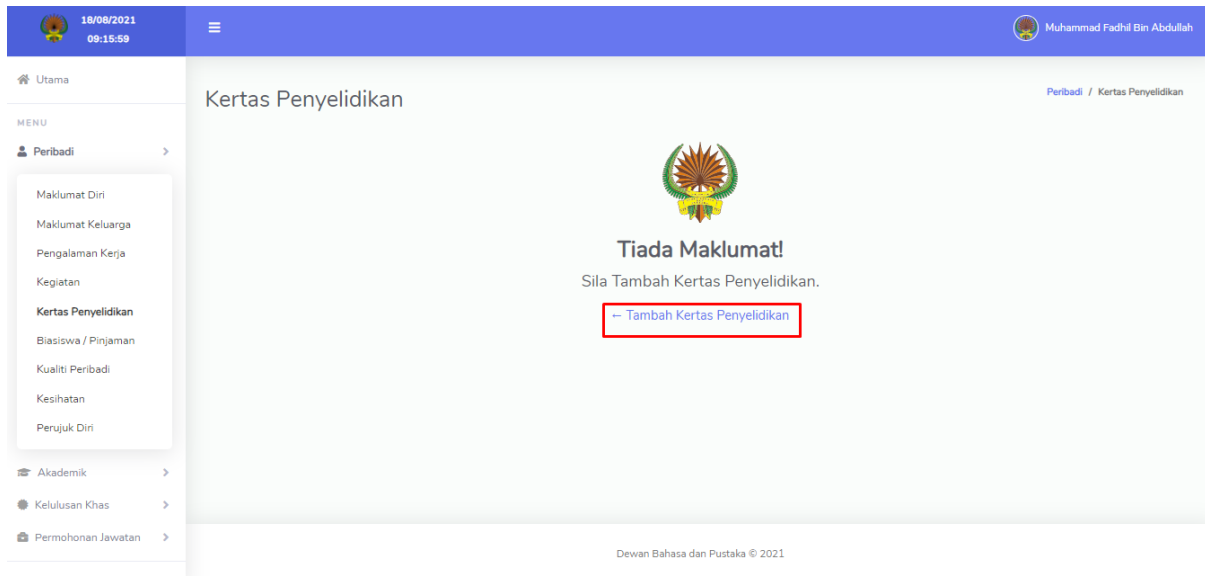 18/08/2021
09:15:59
Muhammad Fadhil Bin Abdullah
Utama
MENU
Peribadi
Maklumat Diri
Maklumat Keluarga
Pengalaman Kerja
Kegiatan
Kertas Penyelidikan
Biasiswa / Pinjaman
Kualiti Peribadi
Kesihatan
Perujuk Diri
Akademik
Kelulusan Khas
Permohonan Jawatan
Kertas Penyelidikan
Peribadi / Kertas Penyelidikan
Tiada Maklumat!
Sila Tambah Kertas Penyelidikan.
← Tambah Kertas Penyelidikan
Dewan Bahasa dan Pustaka © 2021